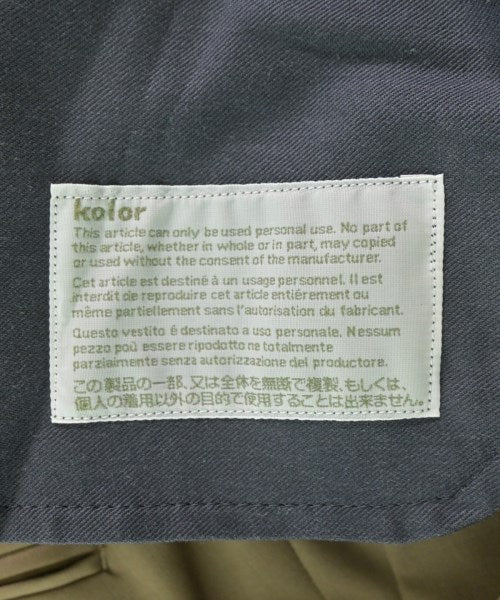 kolor
This article can only be used personal use. No part of
this article, whether in whole or in part, may copied
or used without the consent of the manufacturer.
Cet article est destiné à un usage personnel. Il est
interdit de reproduire cet article entiérement ou
même partiellement sans l'autorisation du fabricant.
Questo vestito é destinato a uso personale. Nessum
pezzo poù essere ripodotto ne totalmente
parziaimente senza autorizzazione del productore.
この製品の一部、又は全体を無断で複製、もしくは、
個人の着用以外の目的で使用することは出来ません。